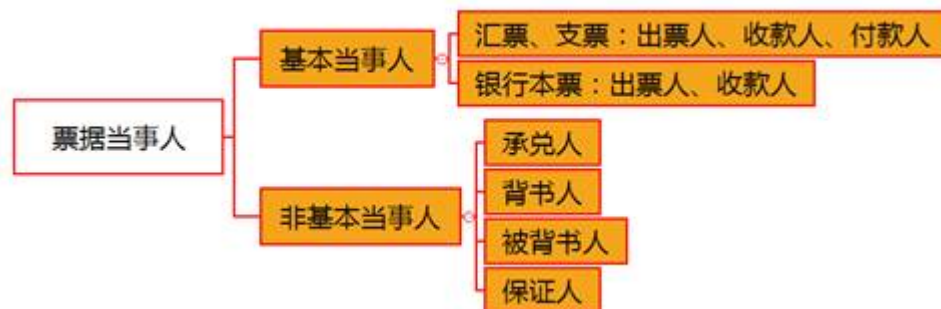 票据当事人
基本当事人
汇票、支票：出票人、收款人、付款人
银行本票：出票人、收款人
非基本当事人
承兑人
背书人
被背书人
保证人